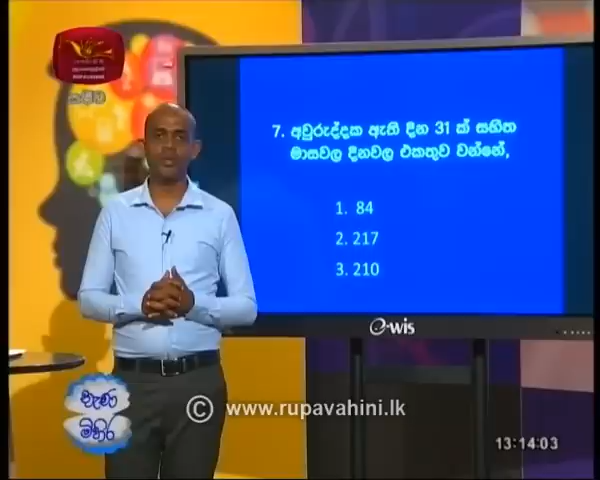 7. අවුරුද්දක ඇති දින 31 ක් සහිත
මාසවල දිනවල එකතුව වන්නේ,
1. 84
2. 217
3. 210
e-wis
නැණ
මිහිර
© www.rupavahini.lk
13:14:03